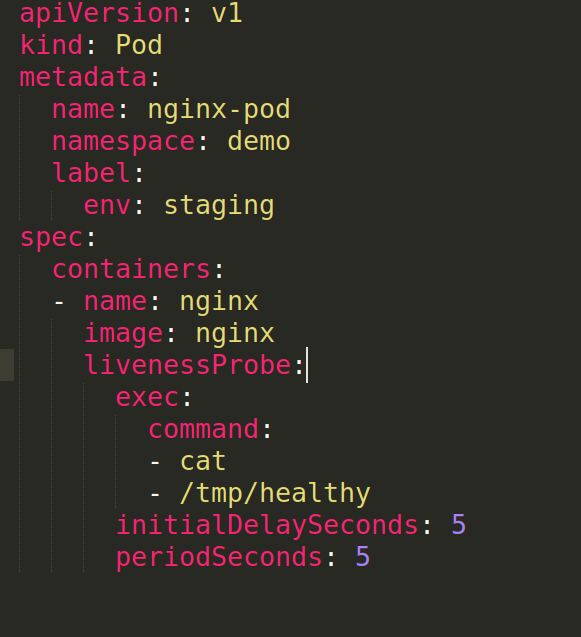 apiVersion: v1
kind: Pod
metadata:
  name: nginx-pod
  namespace: demo
  label:
    env: staging
spec:
  containers:
  - name: nginx
    image: nginx
    livenessProbe:
      exec:
        command:
        - cat
        - /tmp/healthy
      initialDelaySeconds: 5
      periodSeconds: 5